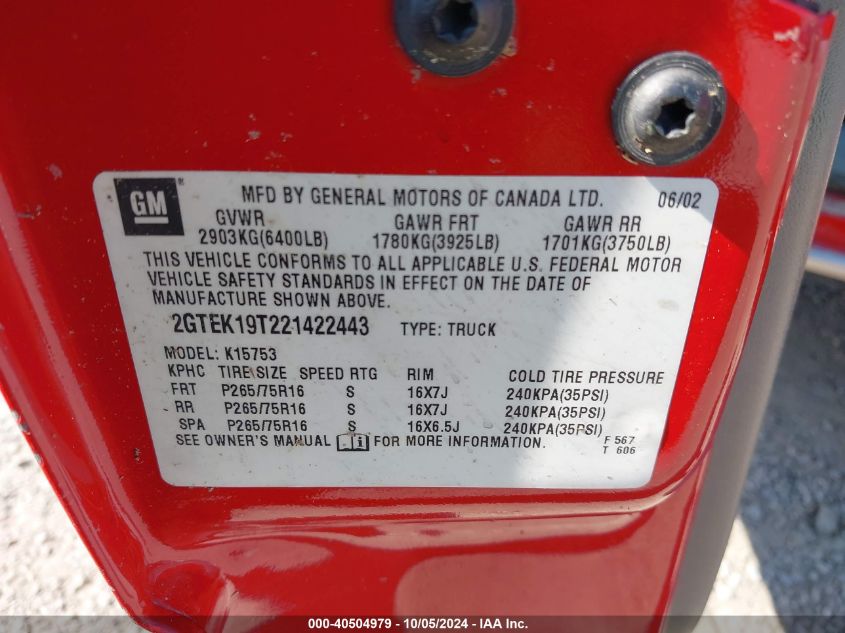 GM MFD BY GENERAL MOTORS OF CANADA LTD. 06/02
GVWR GAWR FRT GAWR RR
2903KG(6400LB) 1780KG(3925LB) 1701KG(3750LB)
THIS VEHICLE CONFORMS TO ALL APPLICABLE U.S. FEDERAL MOTOR
VEHICLE SAFETY STANDARDS IN EFFECT ON THE DATE OF
MANUFACTURE SHOWN ABOVE.
2GTEK19T221422443 TYPE: TRUCK
MODEL: K15753
KPHC TIRE SIZE SPEED RTG RIM COLD TIRE PRESSURE
FRT P265/75R16 S 16X7J 240KPA(35PSI)
RR P265/75R16 S 16X7J 240KPA(35PSI)
SPA P265/75R16 S 16X6.5J 240KPA(35PSI)
SEE OWNER'S MANUAL FOR MORE INFORMATION. F 567
T 606
000-40504979 - 10/05/2024 - IAA Inc.